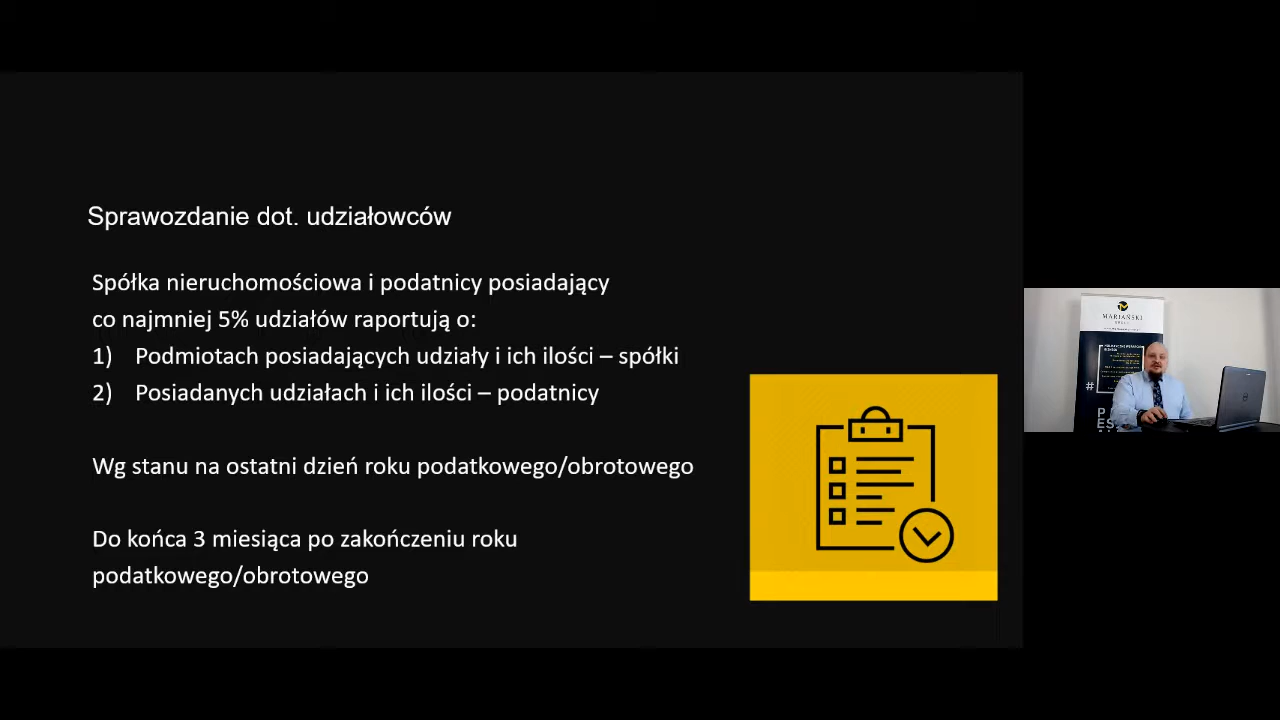 Sprawozdanie dot. udziałowców
Spółka nieruchomościowa i podatnicy posiadający
co najmniej 5% udziałów raportują o:
1) Podmiotach posiadających udziały i ich ilości – spółki
2) Posiadanych udziałach i ich ilości – podatnicy
Wg stanu na ostatni dzień roku podatkowego/obrotowego
Do końca 3 miesiąca po zakończeniu roku
podatkowego/obrotowego
MARIAŃSKI
#